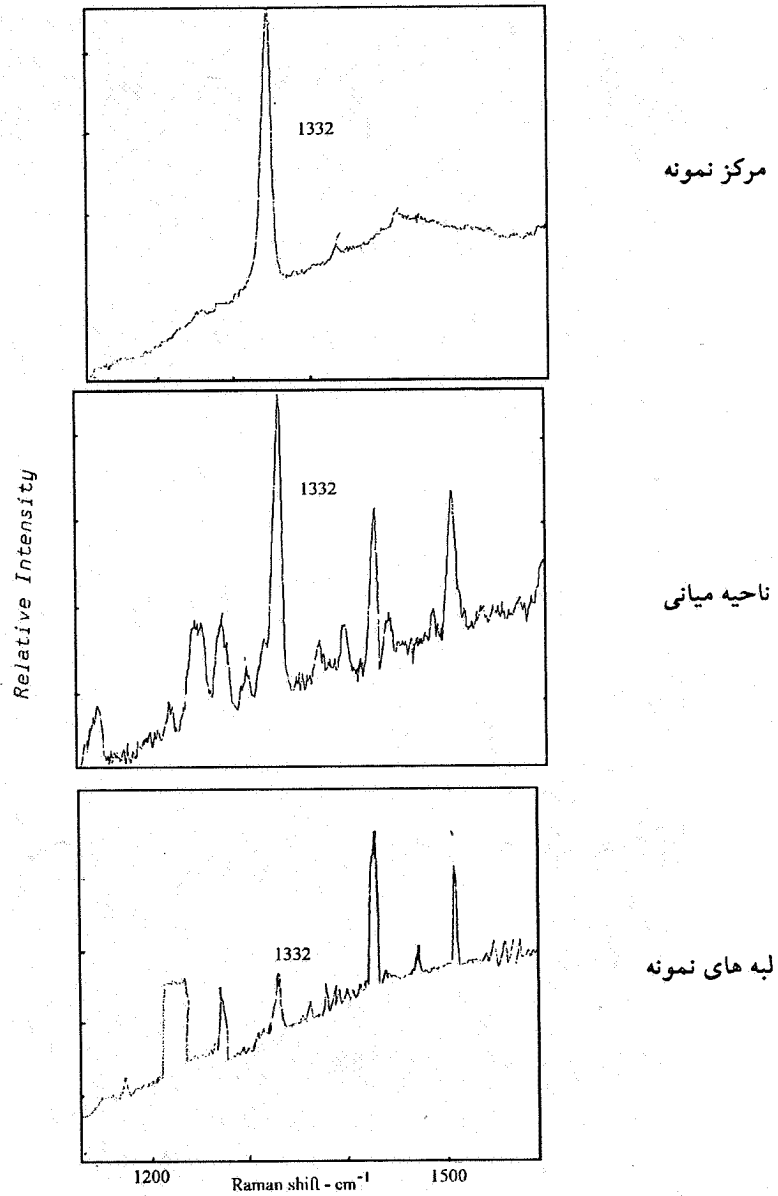 1332
مرکز نمونه
1332
ناحیه میانی
Relative Intensity
1332
لبه های نمونه
1200
1500
Raman shift - cm⁻¹